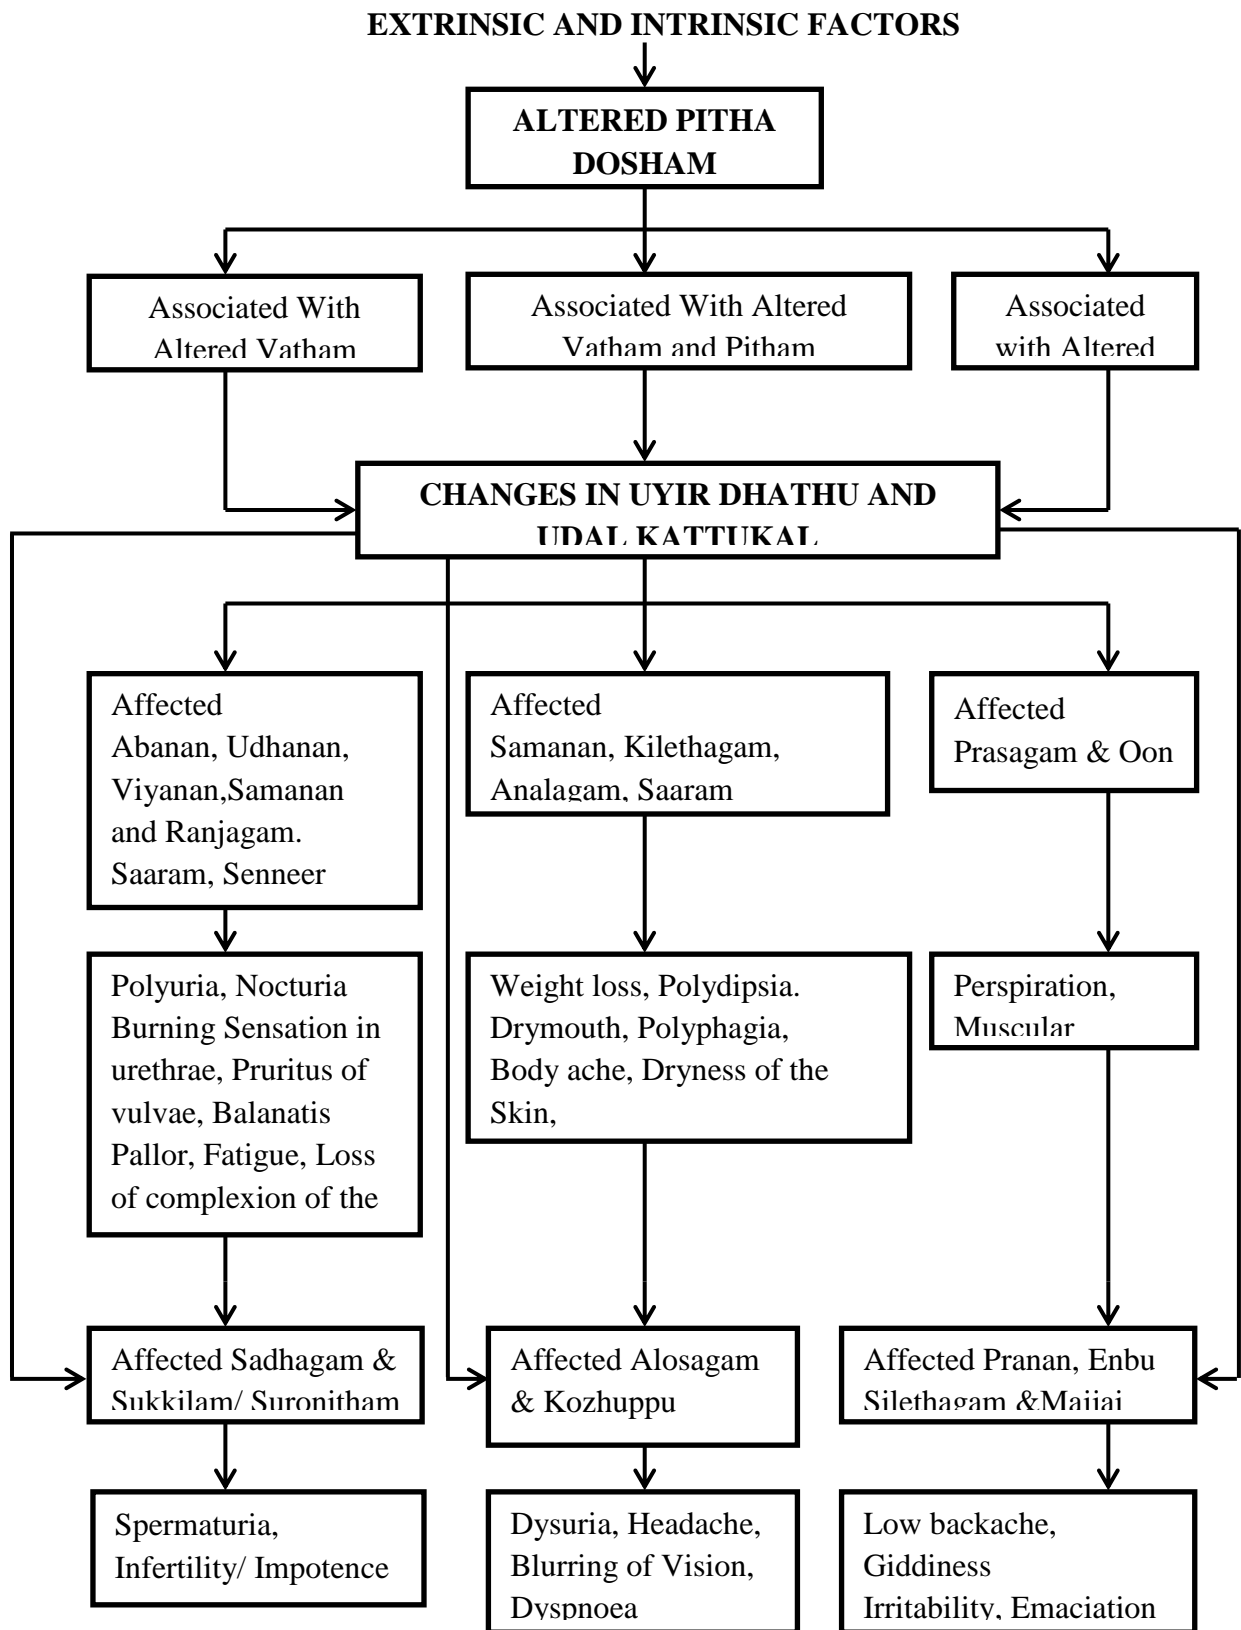 EXTRINSIC AND INTRINSIC FACTORS
ALTERED PITHA
DOSHAM
Associated With
Altered Vatham
Associated With Altered
Vatham and Pitham
Associated
with Altered
CHANGES IN UYIR DHATHU AND
UDAL KATTUKAL
Affected
Abanan, Udhanan,
Viyanan,Samanan
and Ranjagam.
Saaram, Senneer
Affected
Samanan, Kilethagam,
Analagam, Saaram
Affected
Prasagam & Oon
Polyuria, Nocturia
Burning Sensation in
urethrae, Pruritus of
vulvae, Balanatis
Pallor, Fatigue, Loss
of complexion of the
Weight loss, Polydipsia.
Drymouth, Polyphagia,
Body ache, Dryness of the
Skin,
Perspiration,
Muscular
Affected Sadhagam &
Sukkilam/ Suronitham
Affected Alosagam
& Kozhuppu
Affected Pranan, Enbu
Silethagam &Majjai
Spermaturia,
Infertility/ Impotence
Dysuria, Headache,
Blurring of Vision,
Dyspnoea
Low backache,
Giddiness
Irritability, Emaciation